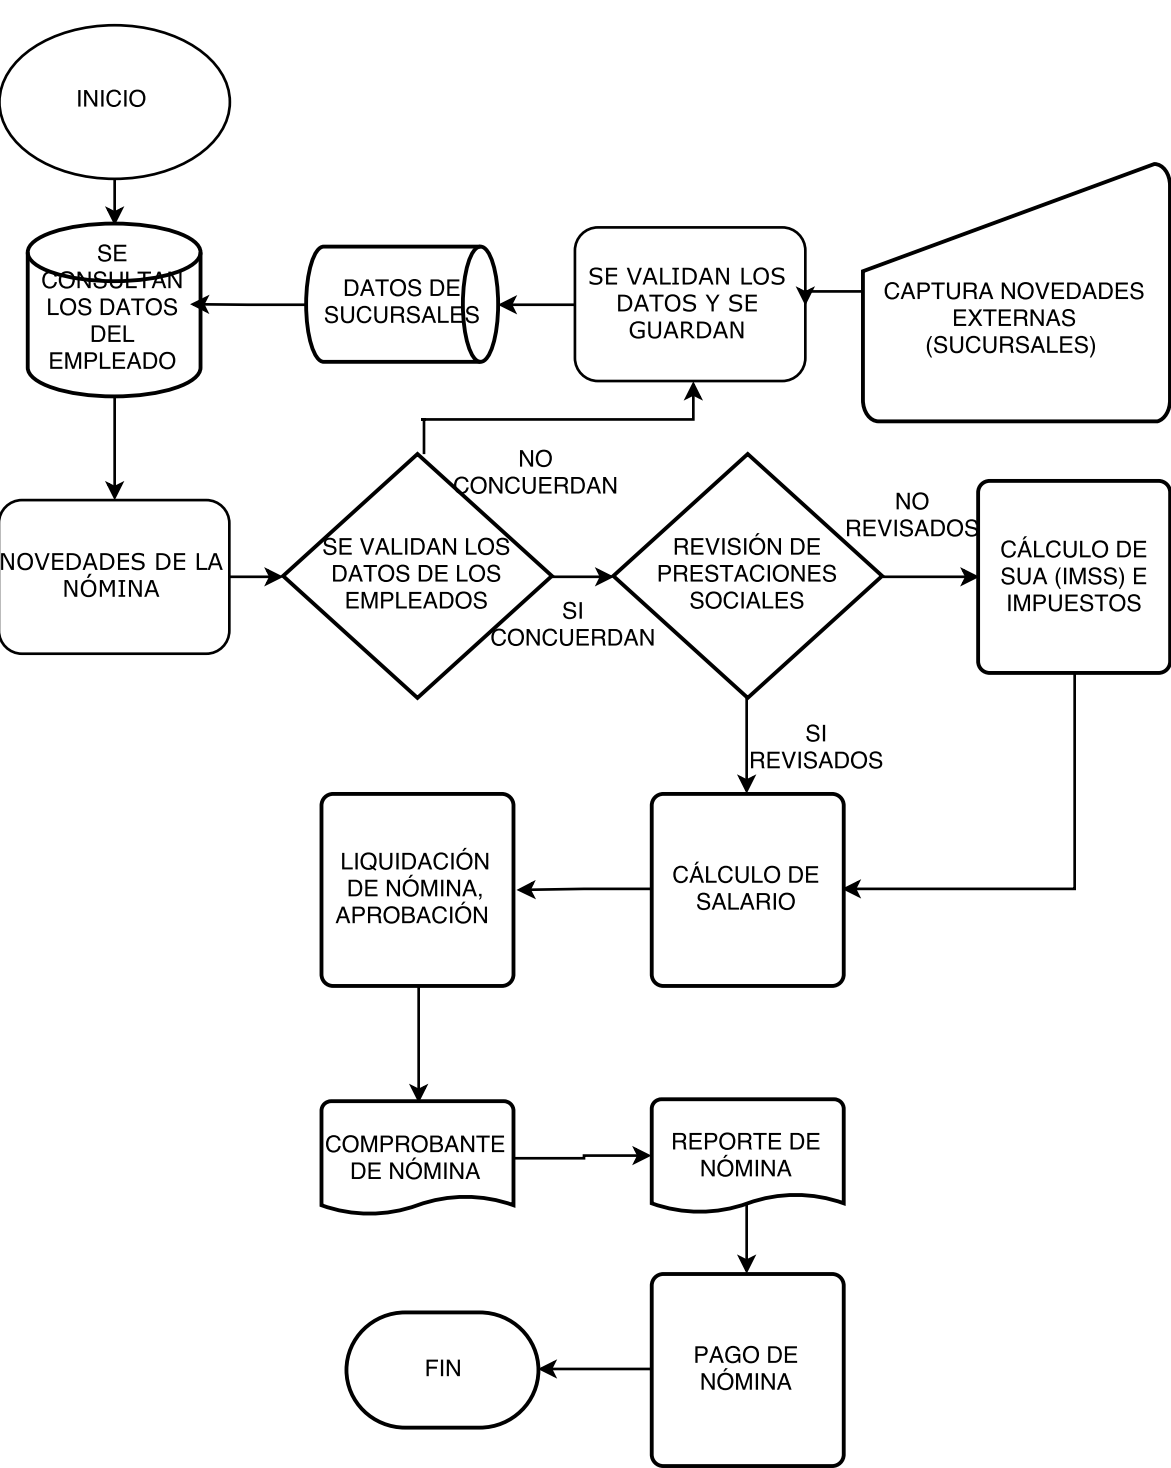 INICIO
SE
CONSULTAN
LOS DATOS
DEL
EMPLEADO
DATOS DE
SUCURSALES
SE VALIDAN LOS
DATOS Y SE
GUARDAN
CAPTURA NOVEDADES
EXTERNAS
(SUCURSALES)
NO
CONCUERDAN
NOVEDADES DE LA
NÓMINA
SE VALIDAN LOS
DATOS DE LOS
EMPLEADOS
SI
CONCUERDAN
REVISIÓN DE
PRESTACIONES
SOCIALES
NO
REVISADOS
CÁLCULO DE
SUA (IMSS) E
IMPUESTOS
SI
REVISADOS
LIQUIDACIÓN
DE NÓMINA,
APROBACIÓN
CÁLCULO DE
SALARIO
COMPROBANTE
DE NÓMINA
REPORTE DE
NÓMINA
FIN
PAGO DE
NÓMINA